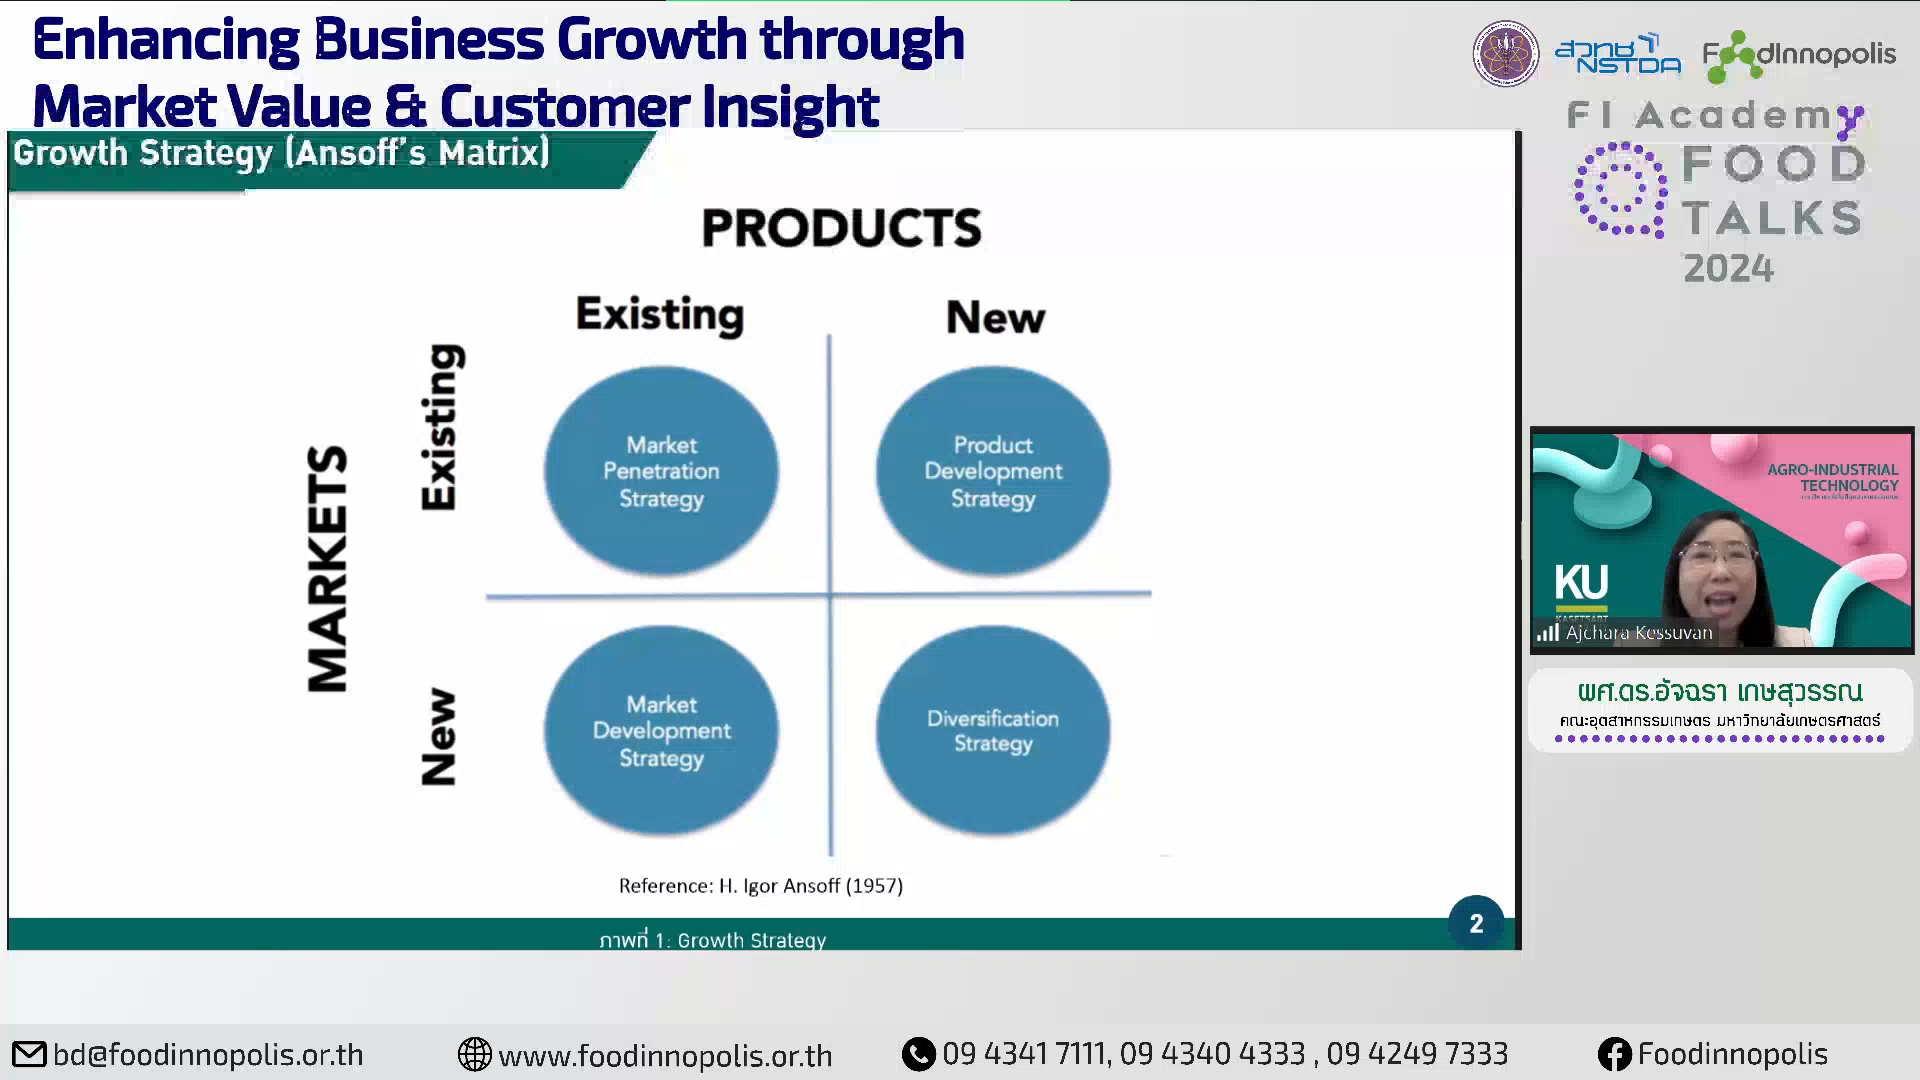 Enhancing Business Growth through
Market Value & Customer Insight
สวทช
NSTDA
FoodInnopolis
FI Academy
FOOD
TALKS
2024
Growth Strategy (Ansoff's Matrix)
PRODUCTS
Existing
New
MARKETS
Existing
New
Market
Penetration
Strategy
Product
Development
Strategy
Market
Development
Strategy
Diversification
Strategy
Reference: H. Igor Ansoff (1957)
ภาพที่ 1: Growth Strategy
2
AGRO-INDUSTRIAL
TECHNOLOGY
KU
KASETSART
Ajchara Kessuvan
ผศ.ดร.อัจฉรา เกษสุวรรณ
คณะอุตสาหกรรมเกษตร มหาวิทยาลัยเกษตรศาสตร์
bd@foodinnopolis.or.th
www.foodinnopolis.or.th
09 4341 7111, 09 4340 4333 , 09 4249 7333
Foodinnopolis